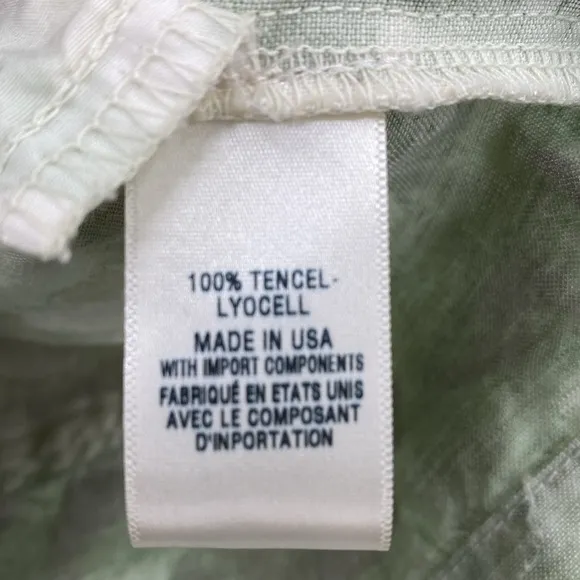 100% TENCEL-
LYOCELL
MADE IN USA
WITH IMPORT COMPONENTS
FABRIQUÉ EN ETATS UNIS
AVEC LE COMPOSANT
D'INPORTATION